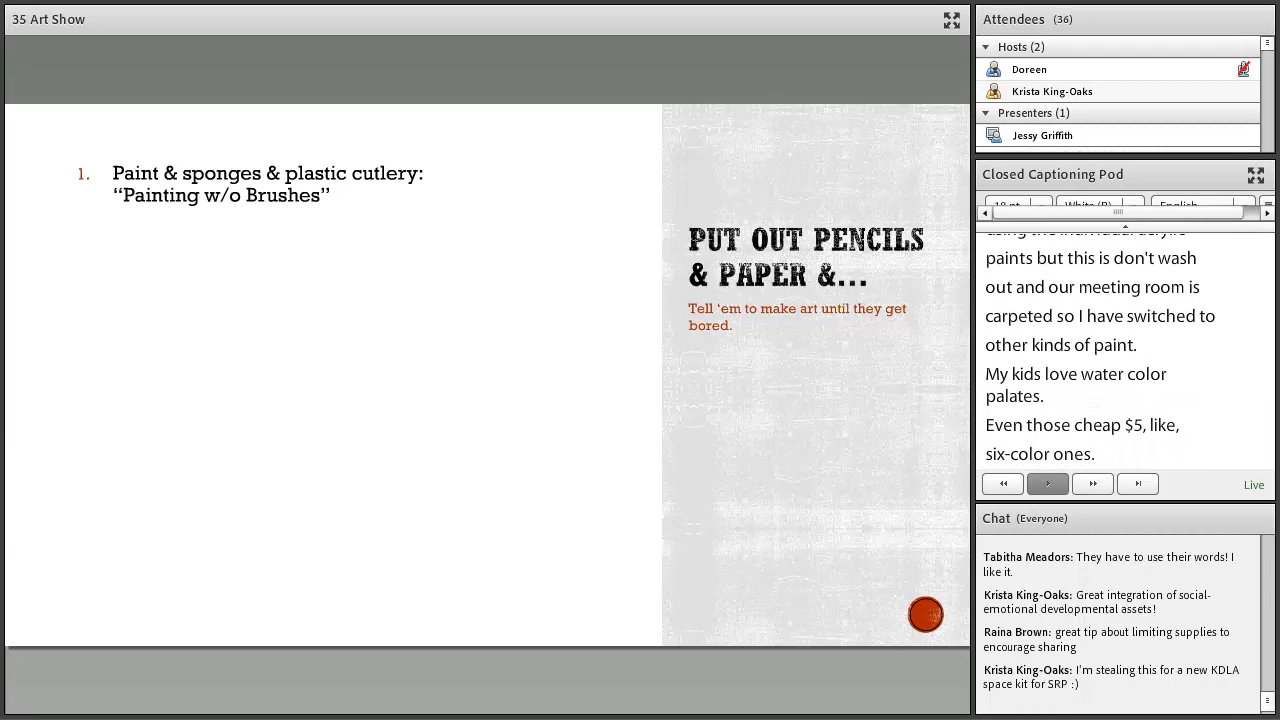 35 Art Show
1. Paint & sponges & plastic cutlery:
“Painting w/o Brushes”
PUT OUT PENCILS
& PAPER &...
Tell ‘em to make art until they get
bored.
Attendees (36)
Hosts (2)
Doreen
Krista King-Oaks
Presenters (1)
Jessy Griffith
Closed Captioning Pod
18 pt
White (B)
English
paints but this is don't wash
out and our meeting room is
carpeted so I have switched to
other kinds of paint.
My kids love water color
palates.
Even those cheap $5, like,
six-color ones.
Live
Chat (Everyone)
Tabitha Meadors: They have to use their words! I
like it.
Krista King-Oaks: Great integration of social-
emotional developmental assets!
Raina Brown: great tip about limiting supplies to
encourage sharing
Krista King-Oaks: I'm stealing this for a new KDLA
space kit for SRP :)